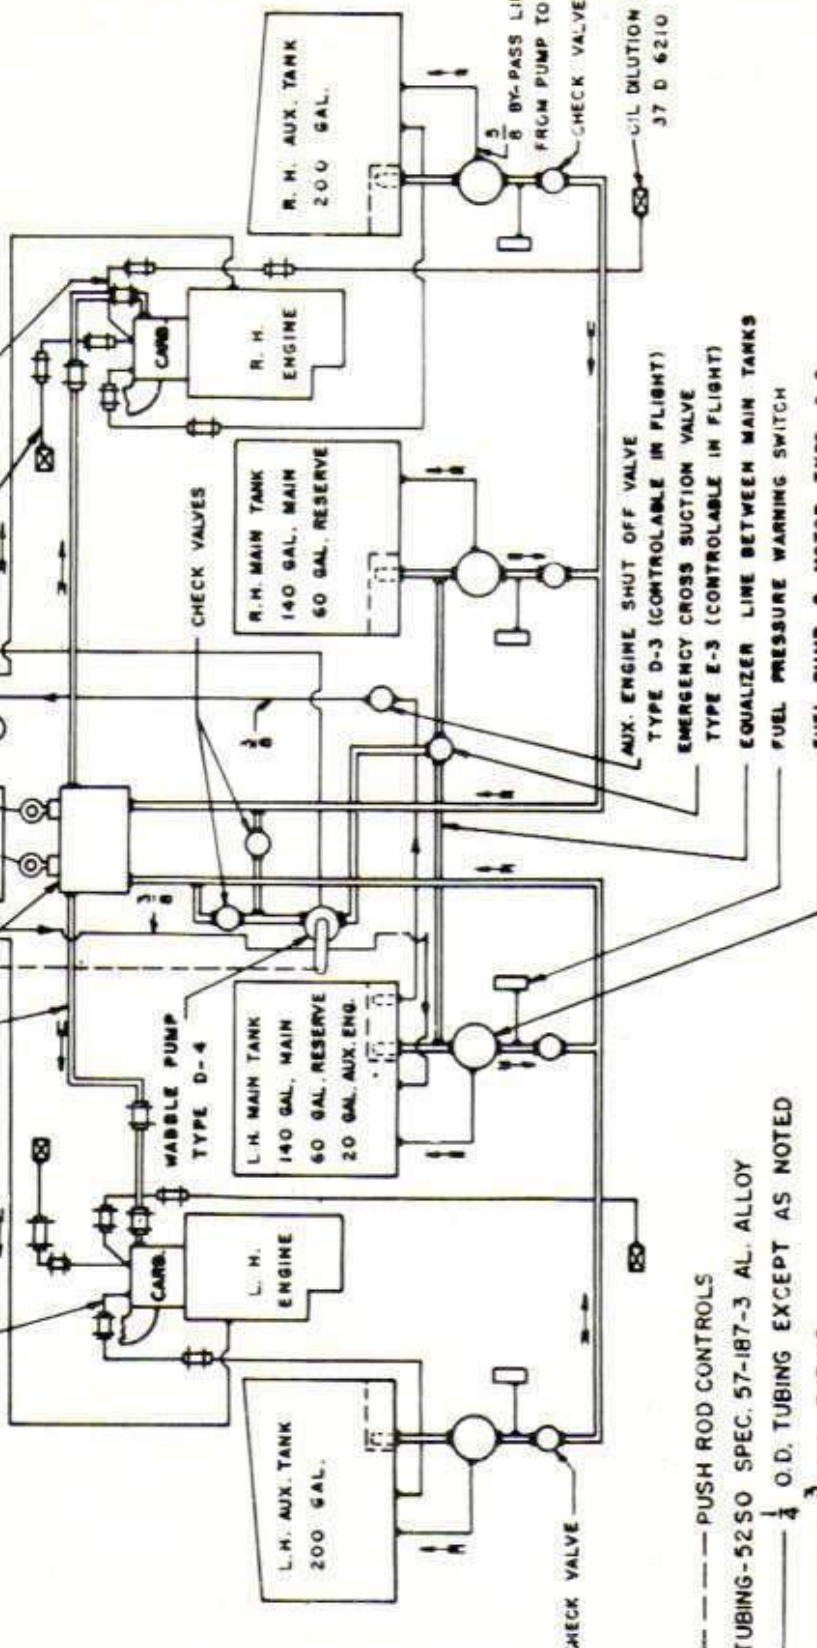 R. H. AUX. TANK
200 GAL.
5/8 BY-PASS
FROM PUMP TO
CHECK VALVE
OIL DILUTION
37 D 6210
CARB.
R. H.
ENGINE
R.H. MAIN TANK
140 GAL. MAIN
60 GAL. RESERVE
CHECK VALVES
3/8
AUX. ENGINE SHUT OFF VALVE
TYPE D-3 (CONTROLABLE IN FLIGHT)
EMERGENCY CROSS SUCTION VALVE
TYPE E-3 (CONTROLABLE IN FLIGHT)
EQUALIZER LINE BETWEEN MAIN TANKS
FUEL PRESSURE WARNING SWITCH
3/8
WABBLE PUMP
TYPE D-4
L.H. MAIN TANK
140 GAL. MAIN
60 GAL. RESERVE
20 GAL. AUX. ENG.
CARB.
L. H.
ENGINE
L.H. AUX. TANK
200 GAL.
CHECK VALVE
PUSH ROD CONTROLS
TUBING-52SO SPEC. 57-187-3 AL. ALLOY
1/4 O.D. TUBING EXCEPT AS NOTED